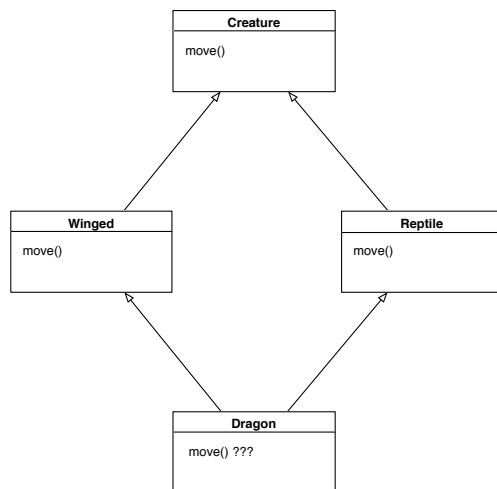 Creature
move()
Winged
move()
Reptile
move()
Dragon
move() ???